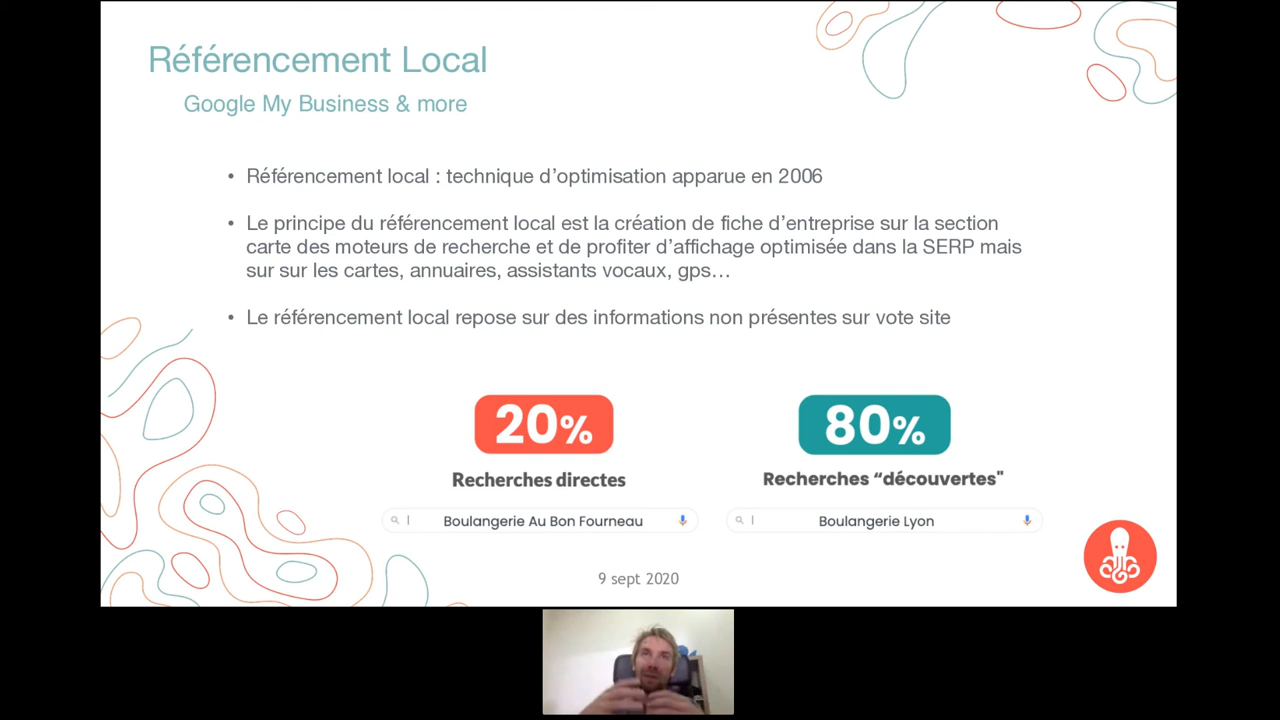 Référencement Local
Google My Business & more
• Référencement local : technique d’optimisation apparue en 2006
• Le principe du référencement local est la création de fiche d’entreprise sur la section
carte des moteurs de recherche et de profiter d’affichage optimisée dans la SERP mais
sur sur les cartes, annuaires, assistants vocaux, gps…
• Le référencement local repose sur des informations non présentes sur vote site
20%
80%
Recherches directes
Recherches “découvertes"
Boulangerie Au Bon Fourneau
Boulangerie Lyon
9 sept 2020